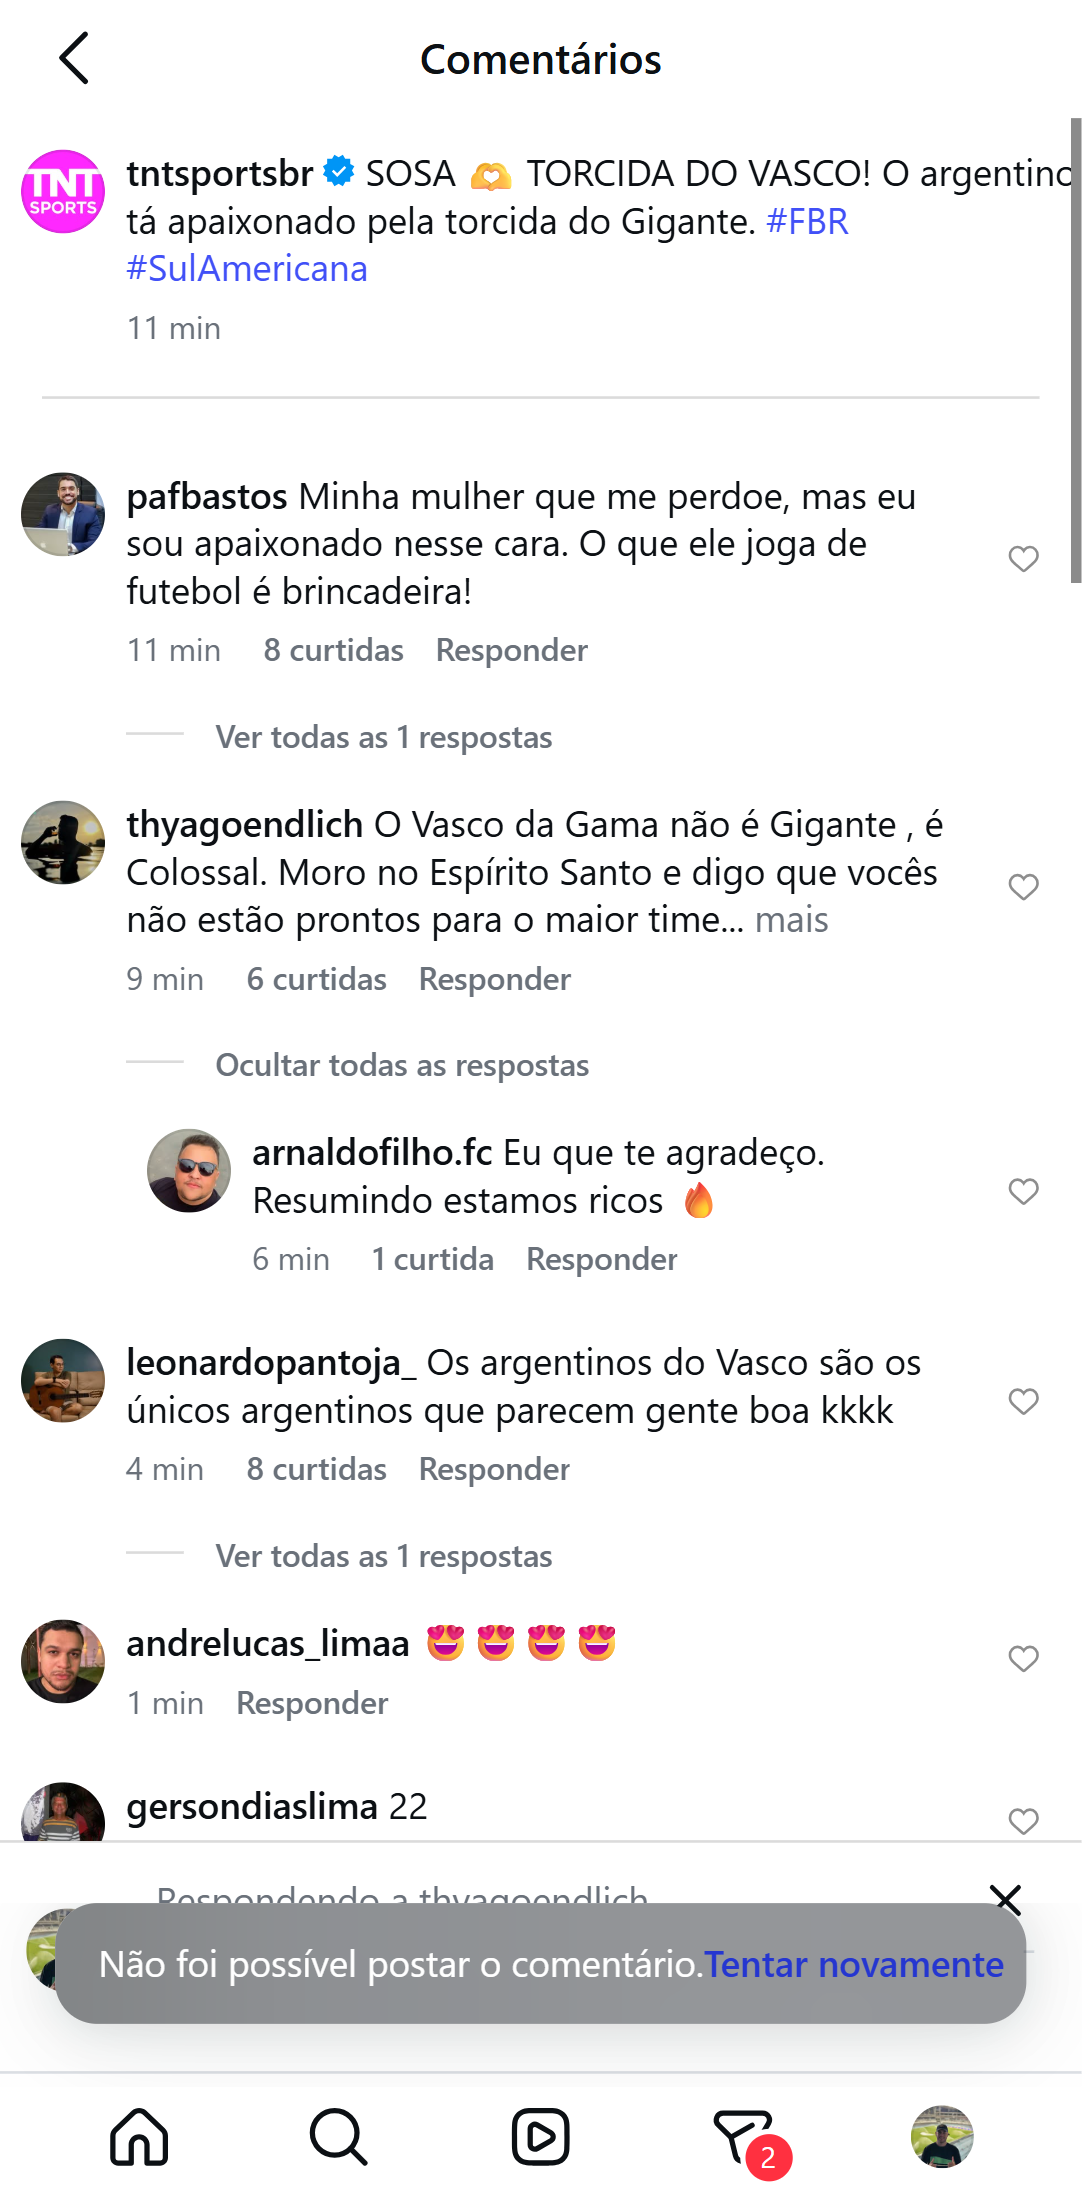 Comentários
TNT
SPORTS
tntsportsbr SOSA 🫶 TORCIDA DO VASCO! O argentino
tá apaixonado pela torcida do Gigante. #FBR
#SulAmericana
11 min
pafbastos Minha mulher que me perdoe, mas eu
sou apaixonado nesse cara. O que ele joga de
futebol é brincadeira!
11 min 8 curtidas Responder
Ver todas as 1 respostas
thyagoendlich O Vasco da Gama não é Gigante , é
Colossal. Moro no Espírito Santo e digo que vocês
não estão prontos para o maior time... mais
9 min 6 curtidas Responder
Ocultar todas as respostas
arnaldofilho.fc Eu que te agradeço.
Resumindo estamos ricos 🔥
6 min 1 curtida Responder
leonardopantoja_ Os argentinos do Vasco são os
únicos argentinos que parecem gente boa kkkk
4 min 8 curtidas Responder
Ver todas as 1 respostas
andrelucas_limaa 😍😍😍😍
1 min Responder
gersondiaslima 22
Respondendo a thyagoendlich
Não foi possível postar o comentário.Tentar novamente
2